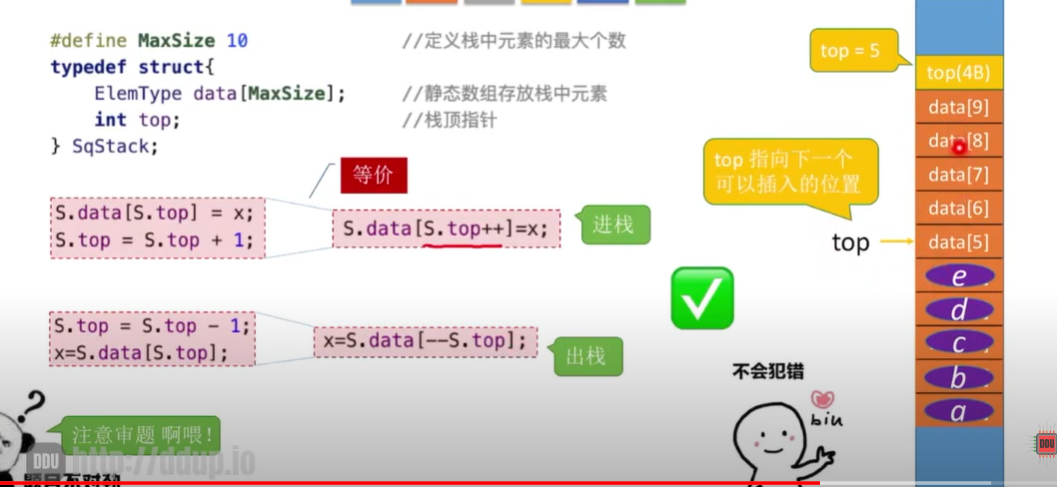 #define MaxSize 10 //定义栈中元素的最大个数
typedef struct{
ElemType data[MaxSize]; //静态数组存放栈中元素
int top; //栈顶指针
} SqStack;
等价
S.data[S.top] = x;
S.top = S.top + 1;
S.data[S.top++]=x;
进栈
S.top = S.top - 1;
x=S.data[S.top];
x=S.data[--S.top];
出栈
?
注意审题 啊喂!
DDU http://ddup.io
不会犯错
biu
top = 5
top 指向下一个
可以插入的位置
top
top(4B)
data[9]
data[8]
data[7]
data[6]
data[5]
e
d
c
b
a
DDU